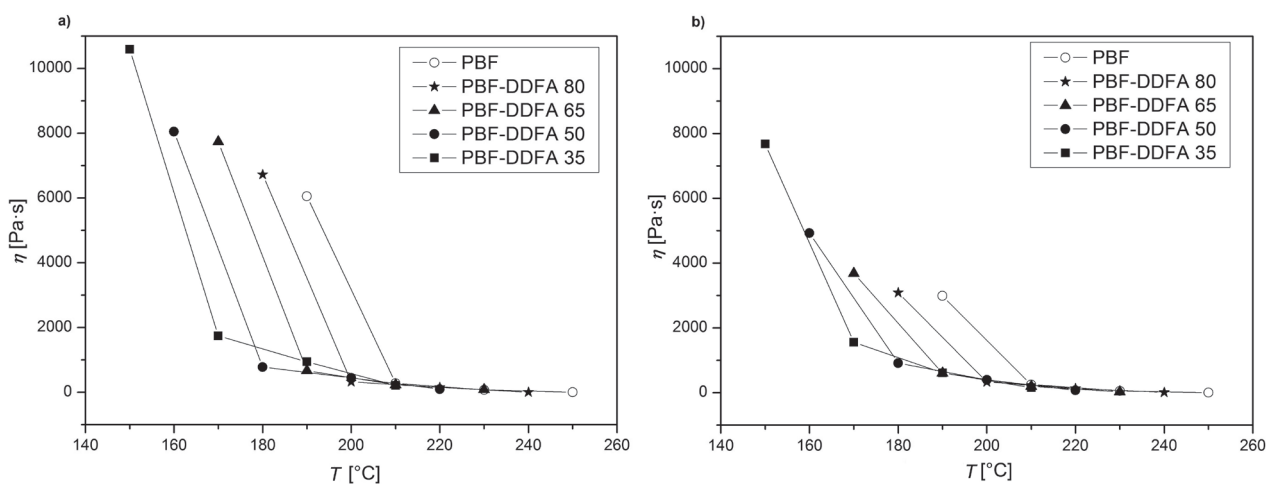 a)
10000
8000
6000
4000
2000
0
140 160 180 200 220 240 260
η [Pa·s]
T [°C]
PBF
PBF-DDFA 80
PBF-DDFA 65
PBF-DDFA 50
PBF-DDFA 35
b)
10000
8000
6000
4000
2000
0
140 160 180 200 220 240 260
η [Pa·s]
T [°C]
PBF
PBF-DDFA 80
PBF-DDFA 65
PBF-DDFA 50
PBF-DDFA 35